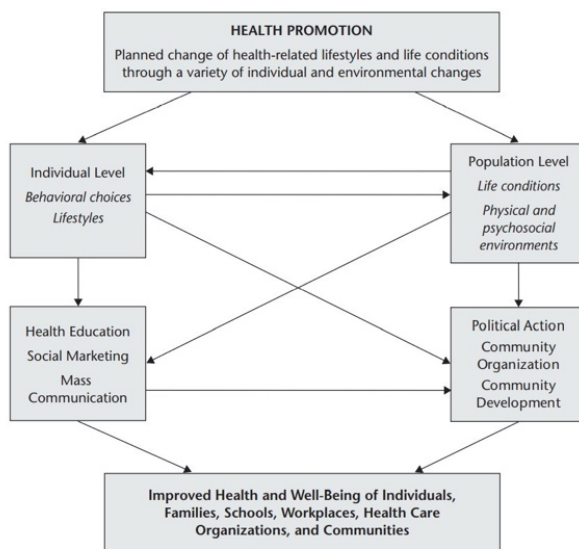 HEALTH PROMOTION
Planned change of health-related lifestyles and life conditions
through a variety of individual and environmental changes
Individual Level
Behavioral choices
Lifestyles
Population Level
Life conditions
Physical and
psychosocial
environments
Health Education
Social Marketing
Mass
Communication
Political Action
Community
Organization
Community
Development
Improved Health and Well-Being of Individuals,
Families, Schools, Workplaces, Health Care
Organizations, and Communities